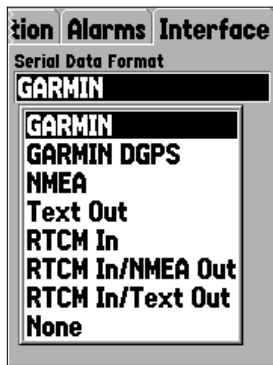 tion Alarms Interface
Serial Data Format
GARMIN
GARMIN
GARMIN DGPS
NMEA
Text Out
RTCM In
RTCM In/NMEA Out
RTCM In/Text Out
None